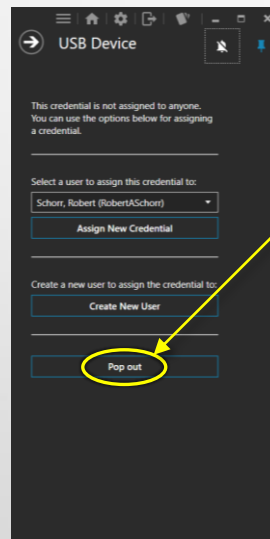 USB Device
This credential is not assigned to anyone.
You can use the options below for assigning
a credential.
Select a user to assign this credential to:
Schorr, Robert (RobertASchorr)
Assign New Credential
Create a new user to assign the credential to:
Create New User
Pop out